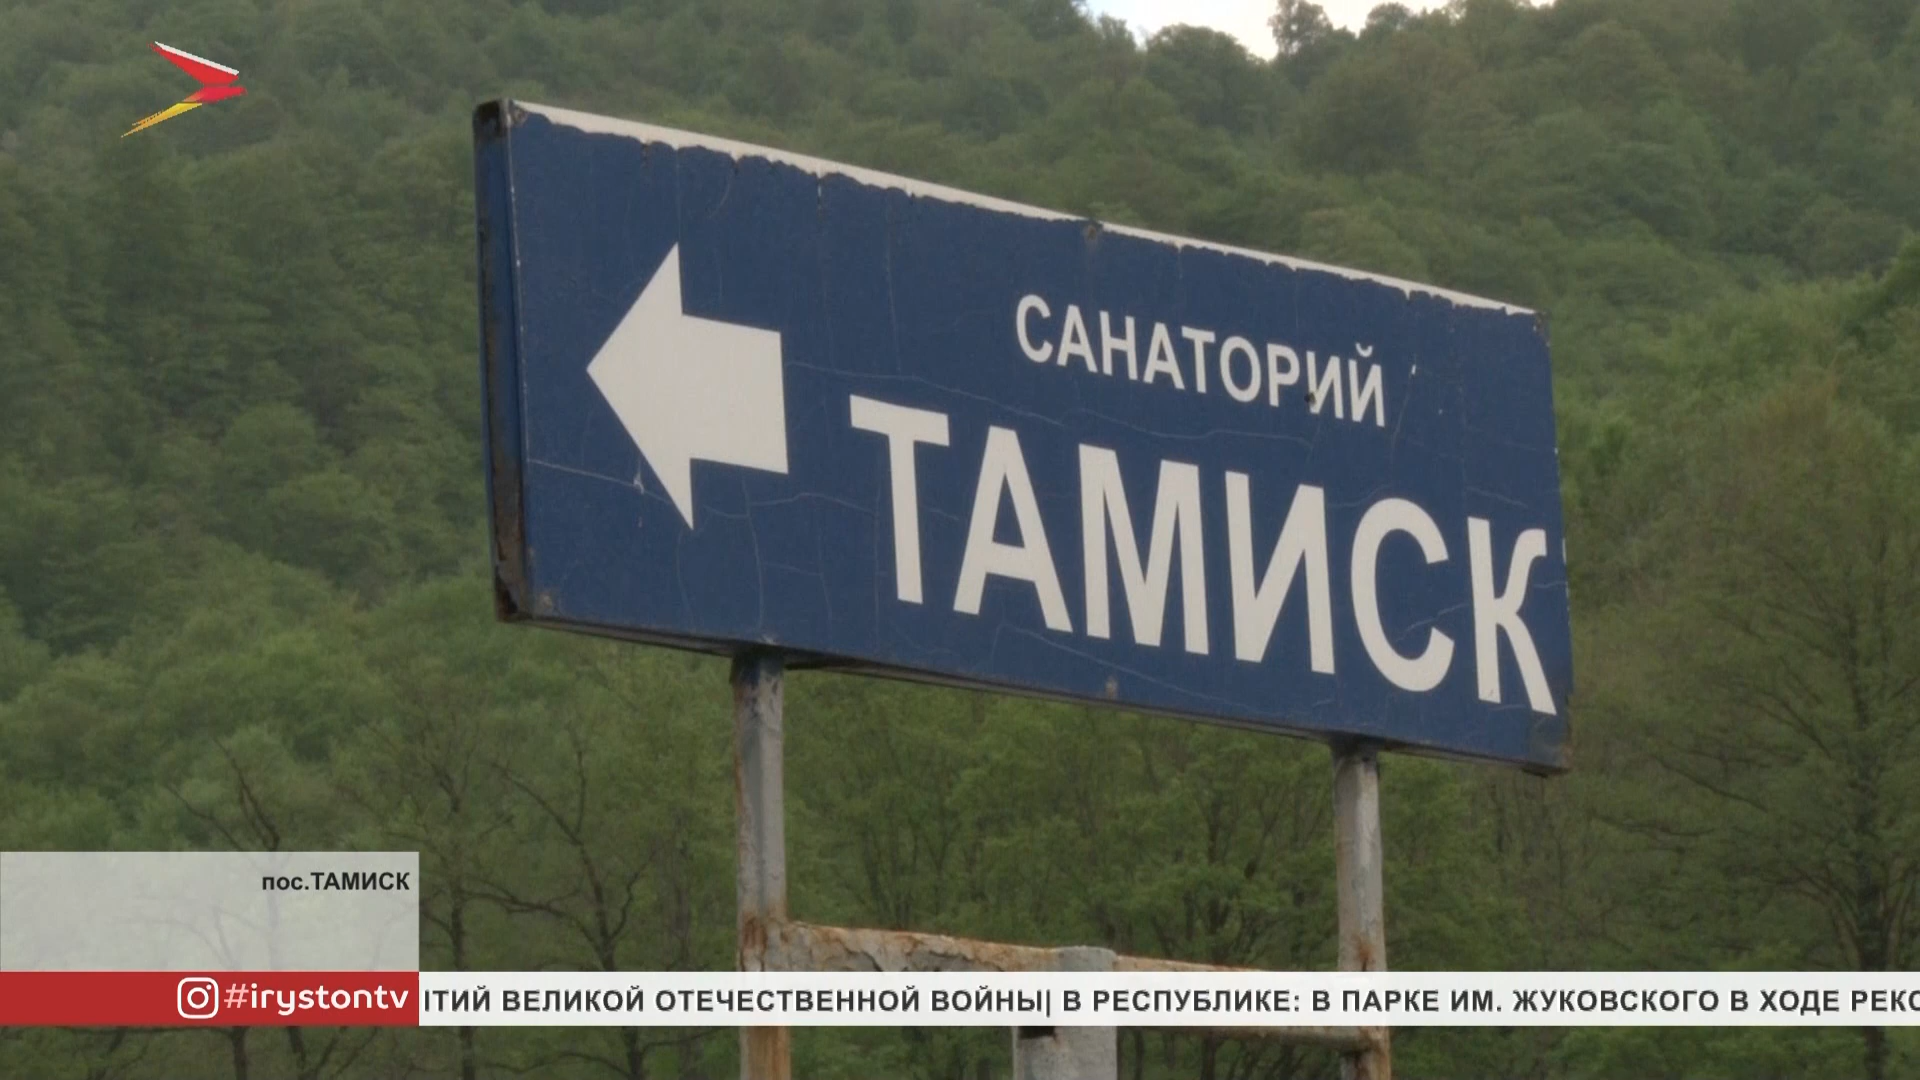 САНАТОРИЙ
ТАМИСК
пос.ТАМИСК
#irystontv
ВЕЛИКОЙ ОТЕЧЕСТВЕННОЙ ВОЙНЫ| В РЕСПУБЛИКЕ: В ПАРКЕ ИМ. ЖУКОВСКОГО В ХОДЕ